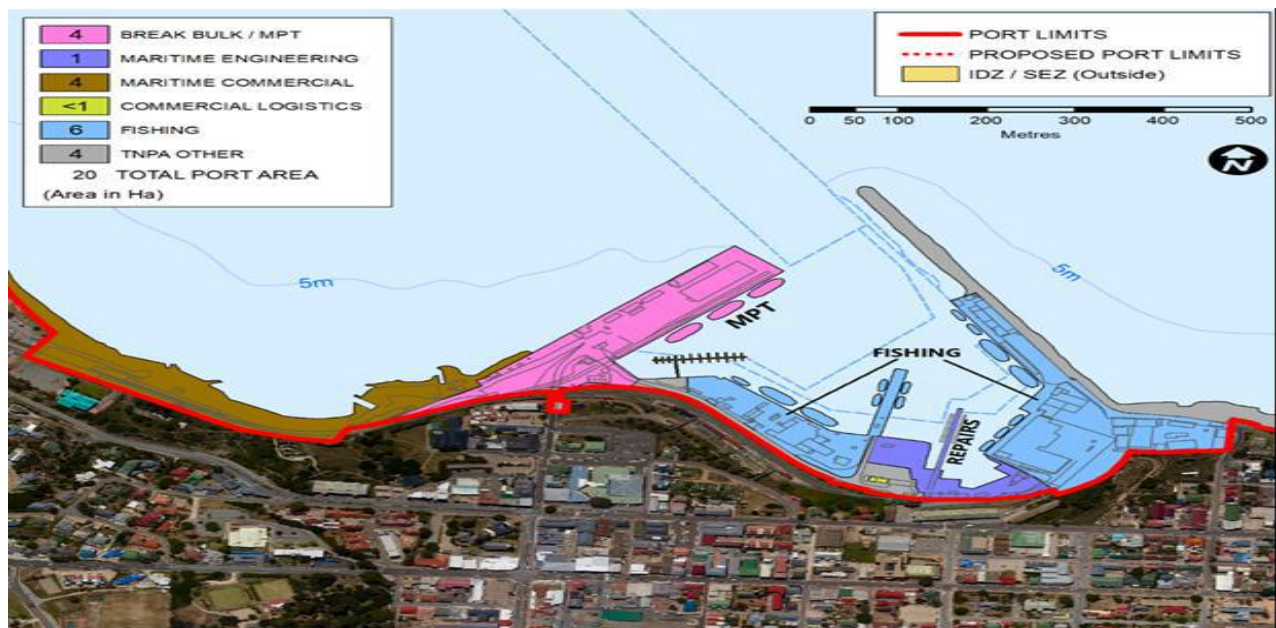 4 BREAK BULK / MPT
1 MARITIME ENGINEERING
4 MARITIME COMMERCIAL
<1 COMMERCIAL LOGISTICS
6 FISHING
4 TNPA OTHER
20 TOTAL PORT AREA
(Area in Ha)
PORT LIMITS
PROPOSED PORT LIMITS
IDZ / SEZ (Outside)
0 50 100 200 300 400 500
Metres
N
5m
5m
MPT
FISHING
REPAIRS